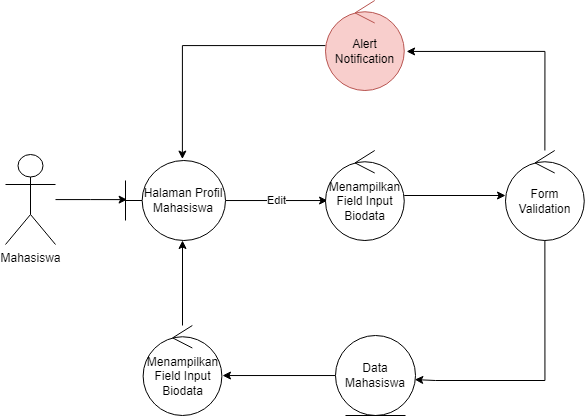 Alert
Notification
Halaman Profil
Mahasiswa
Edit
Menampilkan
Field Input
Biodata
Form
Validation
Mahasiswa
Menampilkan
Field Input
Biodata
Data
Mahasiswa